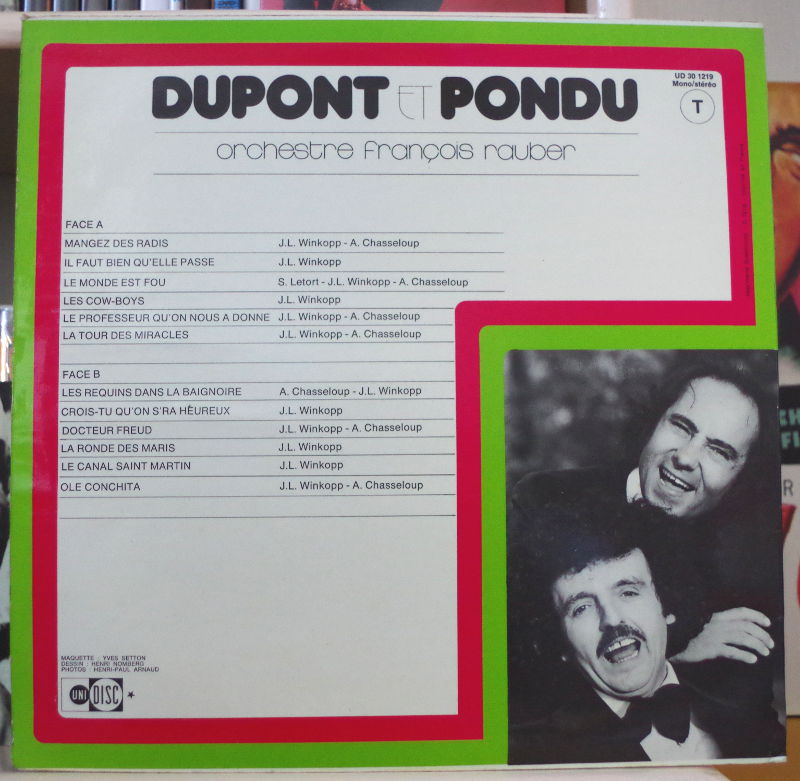 DUPONT ET PONDU
UD 30 1219
Mono/stéréo
T
orchestre françois rauber
FACE A
MANGEZ DES RADIS J.L. Winkopp - A. Chasseloup
IL FAUT BIEN QU'ELLE PASSE J.L. Winkopp
LE MONDE EST FOU S. Letort - J.L. Winkopp - A. Chasseloup
LES COW-BOYS J.L. Winkopp
LE PROFESSEUR QU'ON NOUS A DONNE J.L. Winkopp - A. Chasseloup
LA TOUR DES MIRACLES J.L. Winkopp - A. Chasseloup
FACE B
LES REQUINS DANS LA BAIGNOIRE A. Chasseloup - J.L. Winkopp
CROIS-TU QU'ON S'RA HÊUREUX J.L. Winkopp
DOCTEUR FREUD J.L. Winkopp - A. Chasseloup
LA RONDE DES MARIS J.L. Winkopp
LE CANAL SAINT MARTIN J.L. Winkopp
OLE CONCHITA J.L. Winkopp - A. Chasseloup
MAQUETTE : YVES SETTON
DESSIN : HENRI NOMBERG
PHOTOS : HENRI-PAUL ARNAUD
UNI DISC